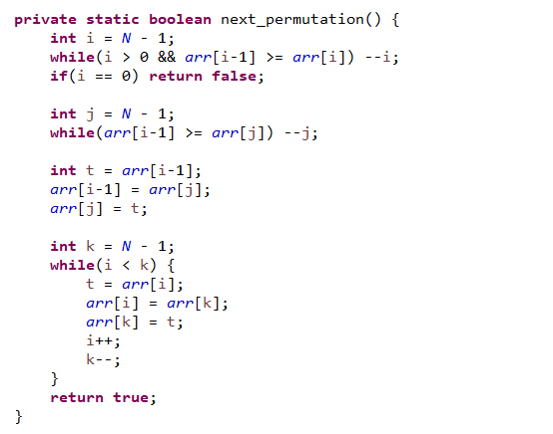 private static boolean next_permutation() {
    int i = N - 1;
    while(i > 0 && arr[i-1] >= arr[i]) --i;
    if(i == 0) return false;

    int j = N - 1;
    while(arr[i-1] >= arr[j]) --j;

    int t = arr[i-1];
    arr[i-1] = arr[j];
    arr[j] = t;

    int k = N - 1;
    while(i < k) {
        t = arr[i];
        arr[i] = arr[k];
        arr[k] = t;
        i++;
        k--;
    }
    return true;
}